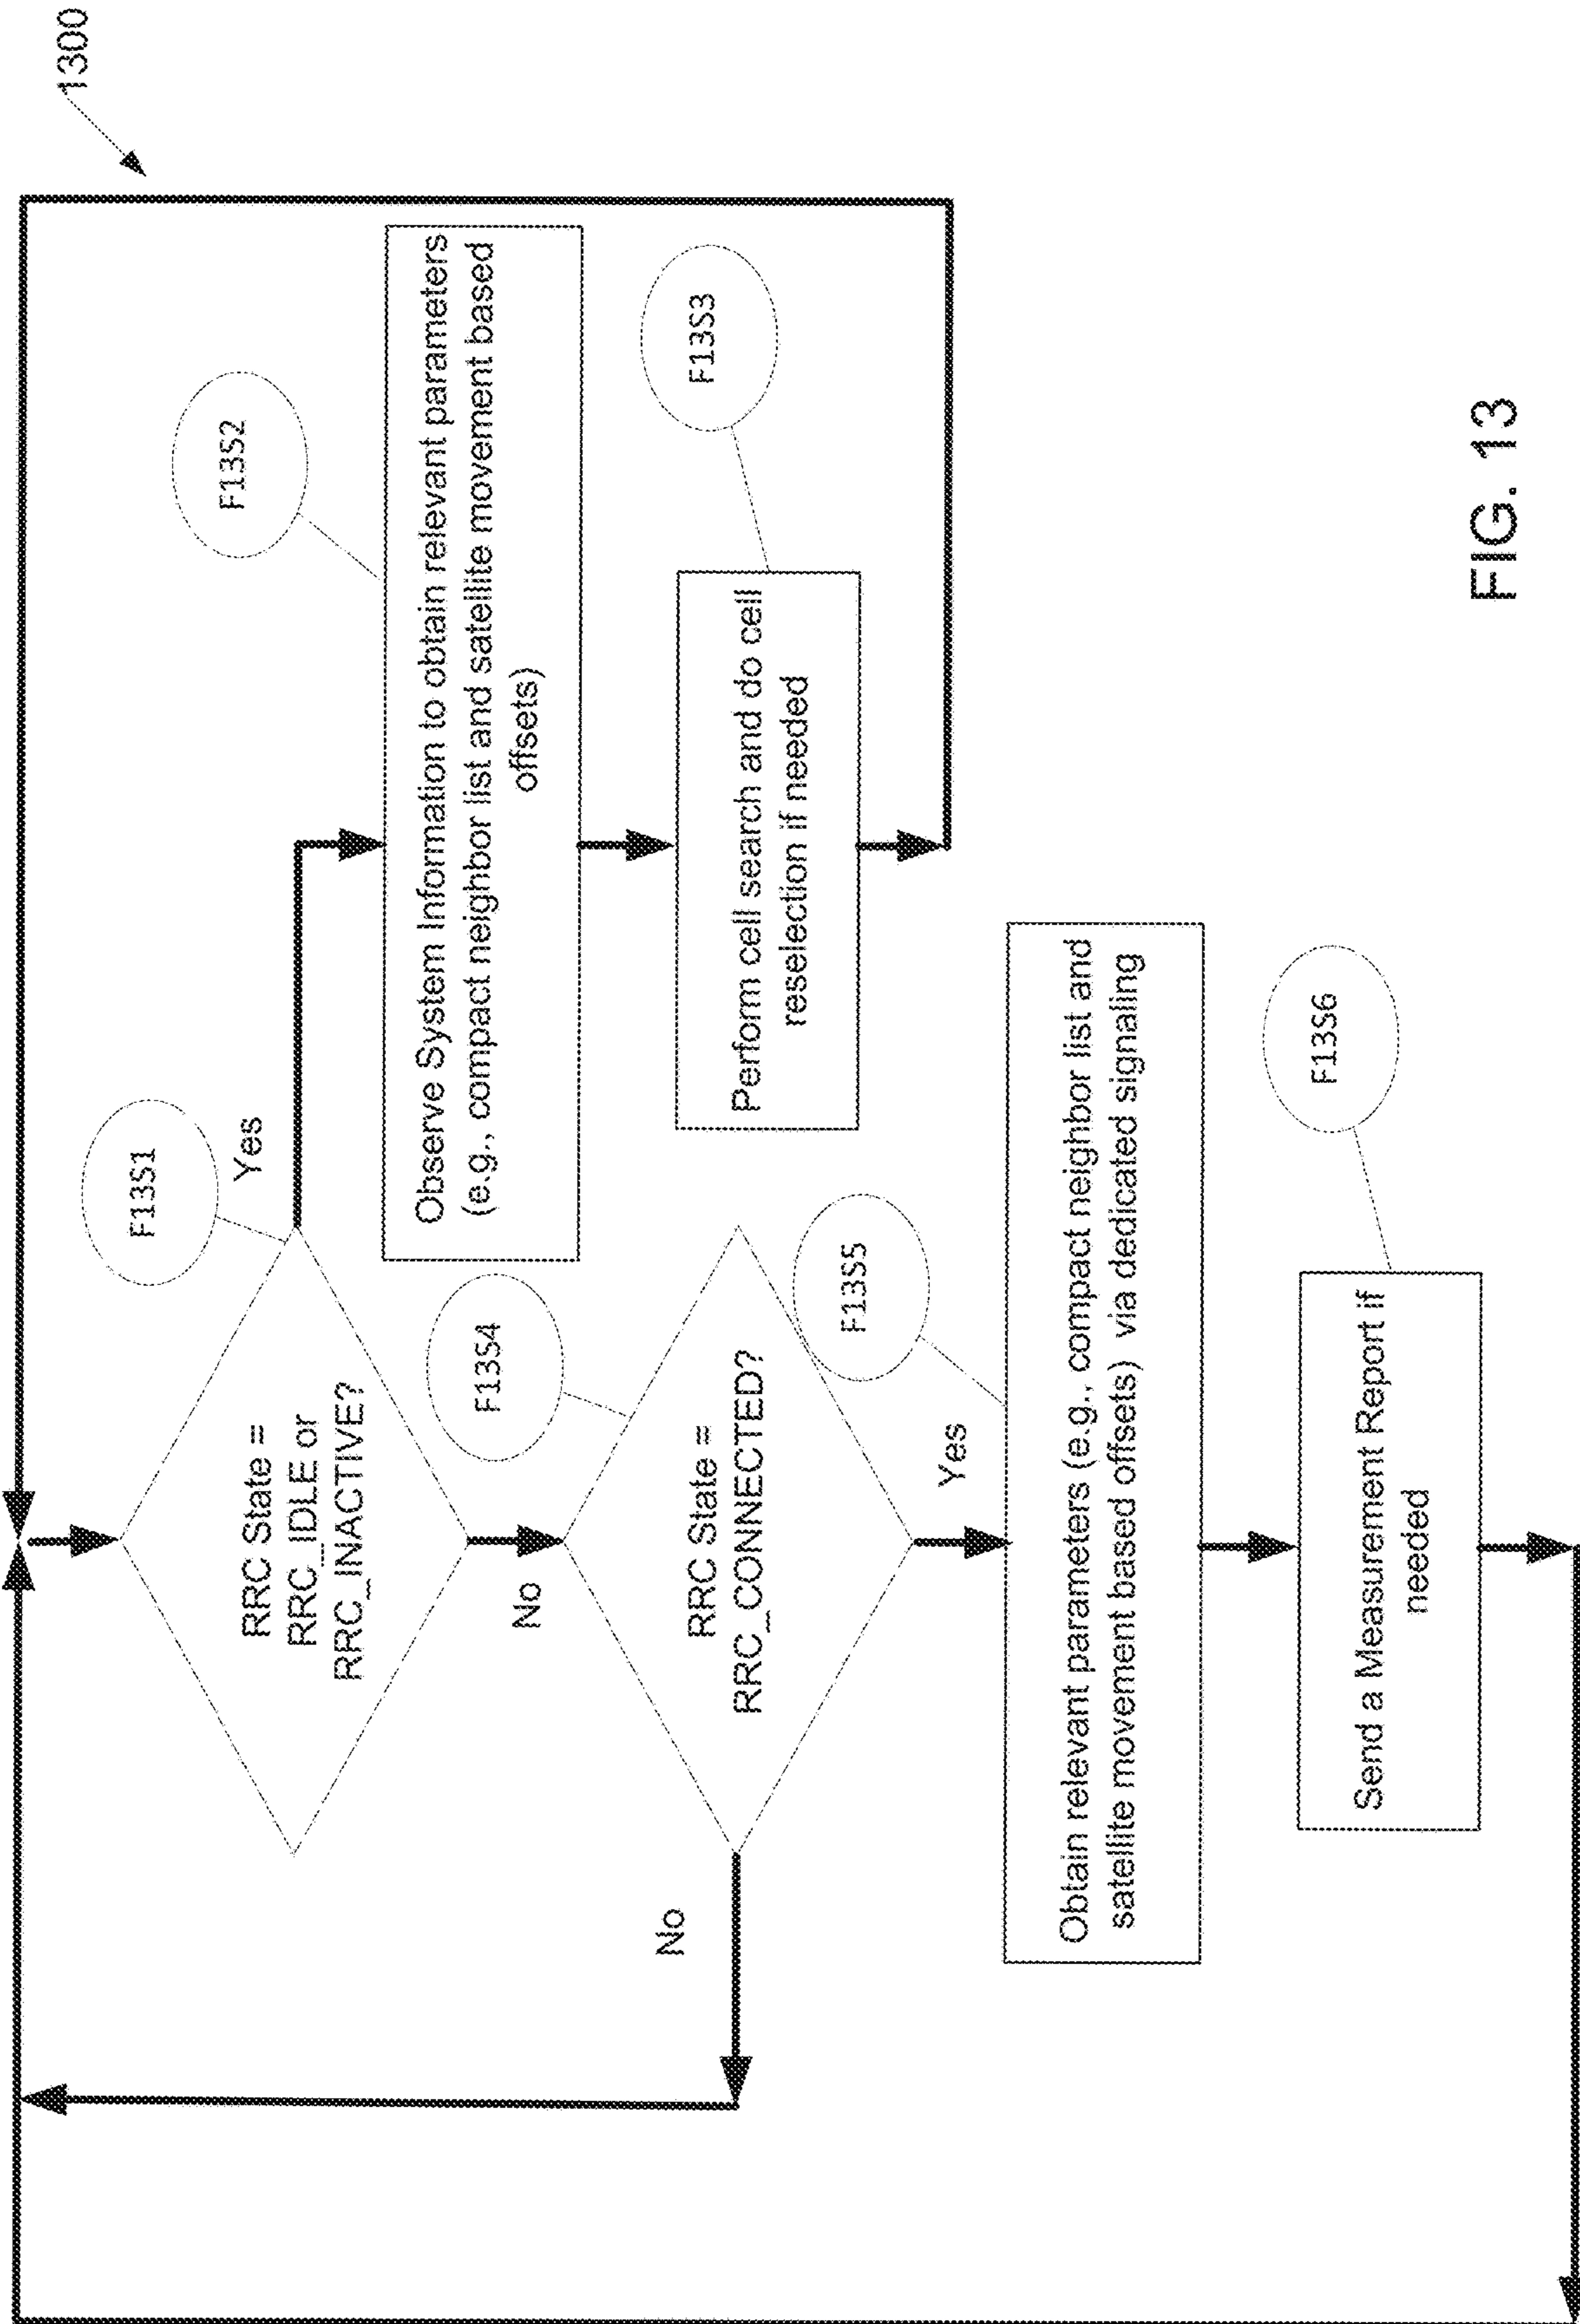 1300
F13S1
RRC State =
RRC_IDLE or
RRC_INACTIVE?
Yes
F13S2
Observe System Information to obtain relevant parameters
(e.g., compact neighbor list and satellite movement based
offsets)
F13S3
Perform cell search and do cell
reselection if needed
No
F13S4
RRC State =
RRC_CONNECTED?
No
Yes
F13S5
Obtain relevant parameters (e.g., compact neighbor list and
satellite movement based offsets) via dedicated signaling
F13S6
Send a Measurement Report if
needed
FIG. 13